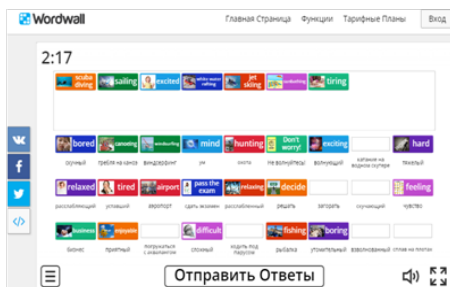 Wordwall
Главная Страница Функции Тарифные Планы Вход
2:17
scuba diving sailing excited white water rafting jet skiing sunbathing tiring
bored canoeing windsurfing mind hunting Don't worry! exciting hard
скучный гребля на каноэ виндсерфинг ум охота Не волнуйтесь! волнующий катание на водном скутере тяжелый
relaxed tired airport pass the exam relaxing decide feeling
расслабляющий уставший аэропорт сдать экзамен расслабленный решать загорать скучающий чувство
business enjoyable difficult fishing boring
бизнес приятный погружаться с аквалангом сложный ходить под парусом рыбалка утомительный взволнованный сплав на плотах
Отправить Ответы